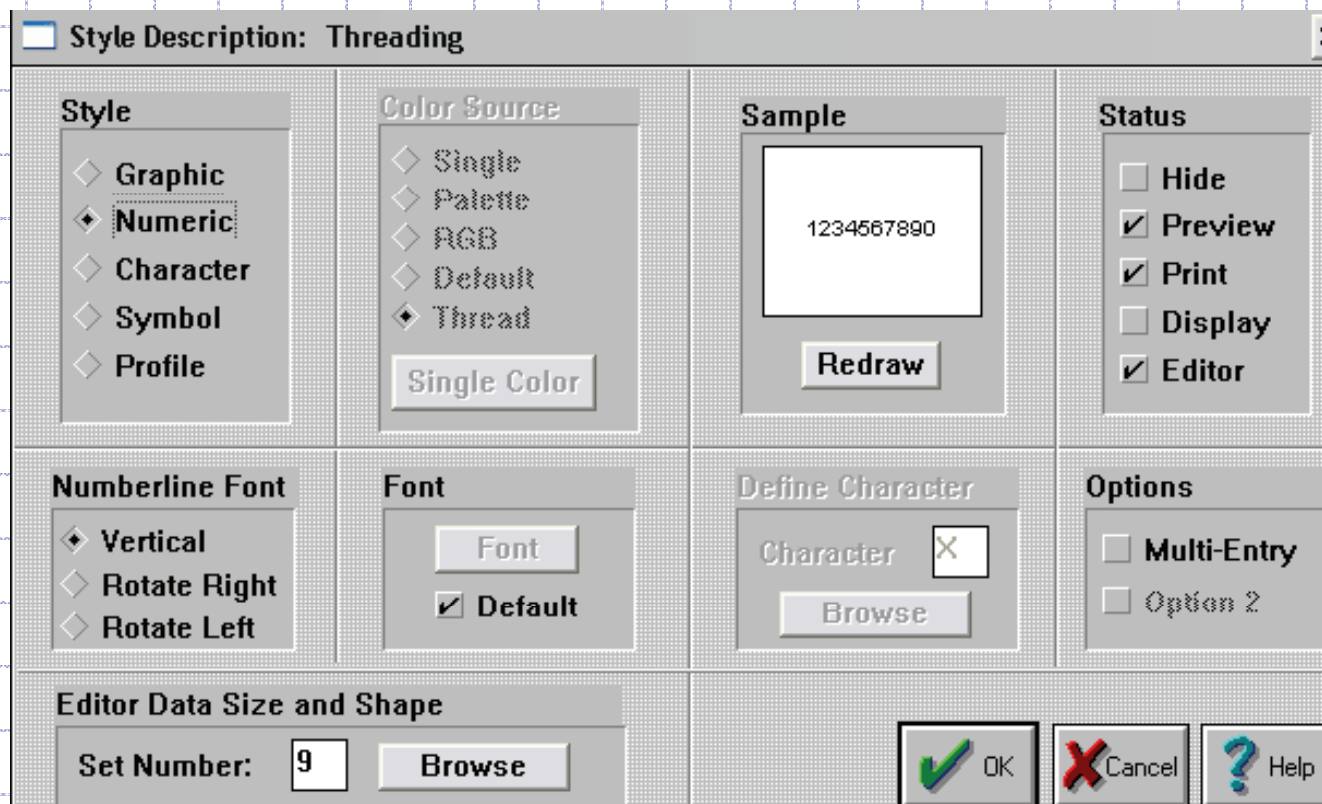 Style Description: Threading
Style
Graphic
Numeric
Character
Symbol
Profile
Color Source
Single
Palette
RGB
Default
Thread
Single Color
Sample
1234567890
Redraw
Status
Hide
Preview
Print
Display
Editor
Numberline Font
Vertical
Rotate Right
Rotate Left
Font
Font
Default
Define Character
Character X
Browse
Options
Multi-Entry
Option 2
Editor Data Size and Shape
Set Number: 9 Browse
OK Cancel Help